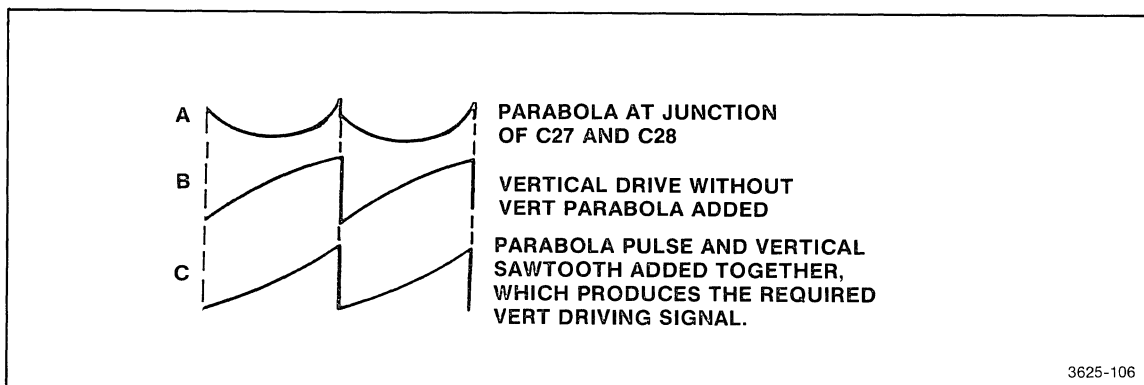 A
PARABOLA AT JUNCTION
OF C27 AND C28
B
VERTICAL DRIVE WITHOUT
VERT PARABOLA ADDED
C
PARABOLA PULSE AND VERTICAL
SAWTOOTH ADDED TOGETHER,
WHICH PRODUCES THE REQUIRED
VERT DRIVING SIGNAL.
3625-106